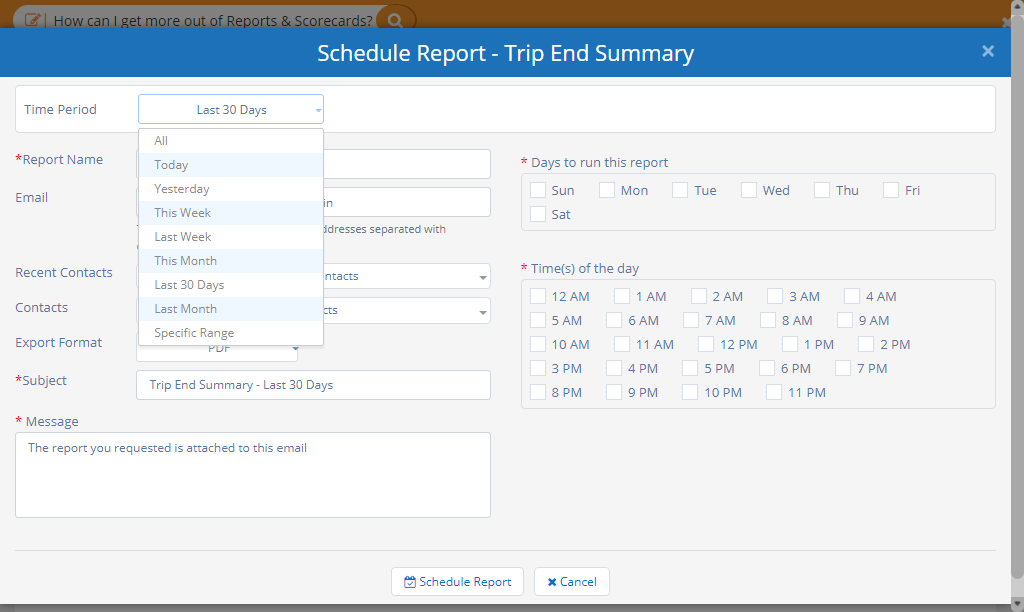 How can I get more out of Reports & Scorecards?
Schedule Report - Trip End Summary
Time Period
Last 30 Days
All
Today
Yesterday
This Week
Last Week
This Month
Last 30 Days
Last Month
Specific Range
*Report Name
Email
in
ddresses separated with
Recent Contacts
ntacts
Contacts
cts
Export Format
PDF
*Subject
Trip End Summary - Last 30 Days
* Message
The report you requested is attached to this email
* Days to run this report
Sun Mon Tue Wed Thu Fri
Sat
* Time(s) of the day
12 AM 1 AM 2 AM 3 AM 4 AM
5 AM 6 AM 7 AM 8 AM 9 AM
10 AM 11 AM 12 PM 1 PM 2 PM
3 PM 4 PM 5 PM 6 PM 7 PM
8 PM 9 PM 10 PM 11 PM
Schedule Report
Cancel